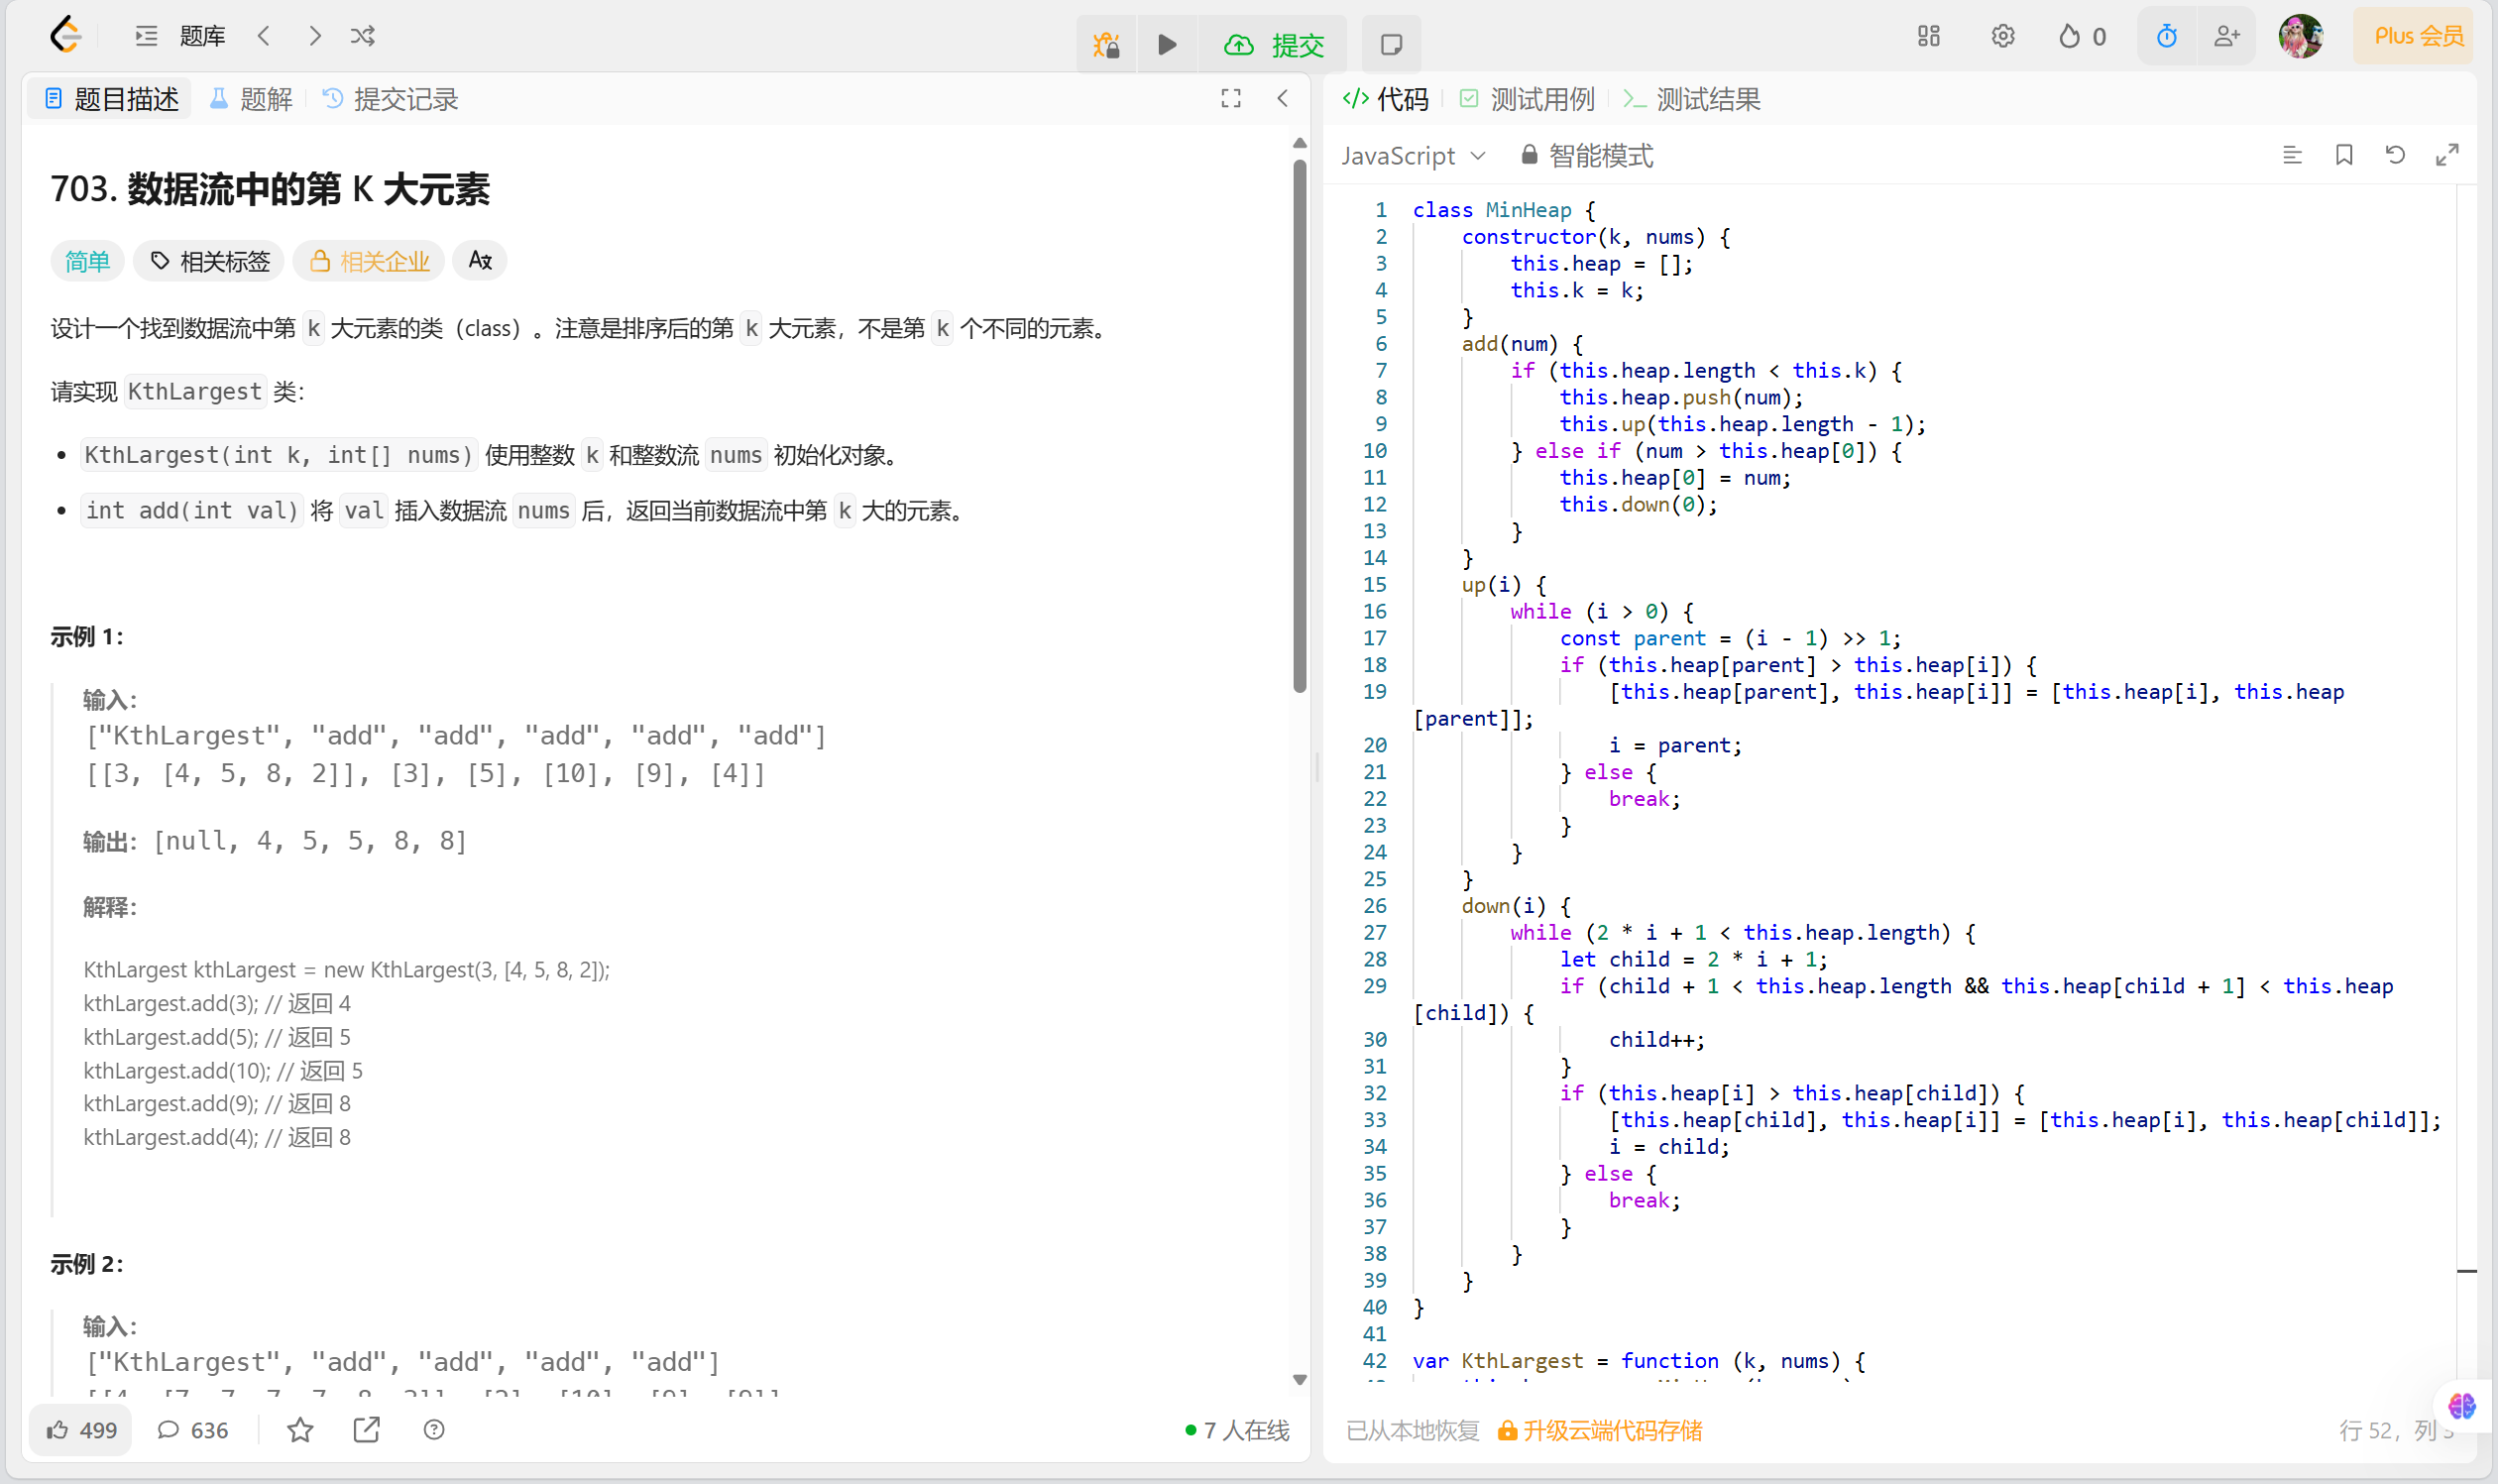 题库
提交
0
Plus 会员
题目描述
题解
提交记录
703. 数据流中的第 K 大元素
简单
相关标签
相关企业
设计一个找到数据流中第 k 大元素的类（class）。注意是排序后的第 k 大元素，不是第 k 个不同的元素。
请实现 KthLargest 类：
KthLargest(int k, int[] nums) 使用整数 k 和整数流 nums 初始化对象。
int add(int val) 将 val 插入数据流 nums 后，返回当前数据流中第 k 大的元素。
示例 1：
输入：
["KthLargest", "add", "add", "add", "add", "add"]
[[3, [4, 5, 8, 2]], [3], [5], [10], [9], [4]]
输出：[null, 4, 5, 5, 8, 8]
解释：
KthLargest kthLargest = new KthLargest(3, [4, 5, 8, 2]);
kthLargest.add(3); // 返回 4
kthLargest.add(5); // 返回 5
kthLargest.add(10); // 返回 5
kthLargest.add(9); // 返回 8
kthLargest.add(4); // 返回 8
示例 2：
输入：
["KthLargest", "add", "add", "add", "add"]
499
636
7 人在线
代码
测试用例
测试结果
JavaScript
智能模式
1 class MinHeap {
2     constructor(k, nums) {
3         this.heap = [];
4         this.k = k;
5     }
6     add(num) {
7         if (this.heap.length < this.k) {
8             this.heap.push(num);
9             this.up(this.heap.length - 1);
10         } else if (num > this.heap[0]) {
11             this.heap[0] = num;
12             this.down(0);
13         }
14     }
15     up(i) {
16         while (i > 0) {
17             const parent = (i - 1) >> 1;
18             if (this.heap[parent] > this.heap[i]) {
19                 [this.heap[parent], this.heap[i]] = [this.heap[i], this.heap
[parent]];
20                 i = parent;
21             } else {
22                 break;
23             }
24         }
25     }
26     down(i) {
27         while (2 * i + 1 < this.heap.length) {
28             let child = 2 * i + 1;
29             if (child + 1 < this.heap.length && this.heap[child + 1] < this.heap
[child]) {
30                 child++;
31             }
32             if (this.heap[i] > this.heap[child]) {
33                 [this.heap[child], this.heap[i]] = [this.heap[i], this.heap[child]];
34                 i = child;
35             } else {
36                 break;
37             }
38         }
39     }
40 }
41
42 var KthLargest = function (k, nums) {
已从本地恢复
升级云端代码存储
行 52，列